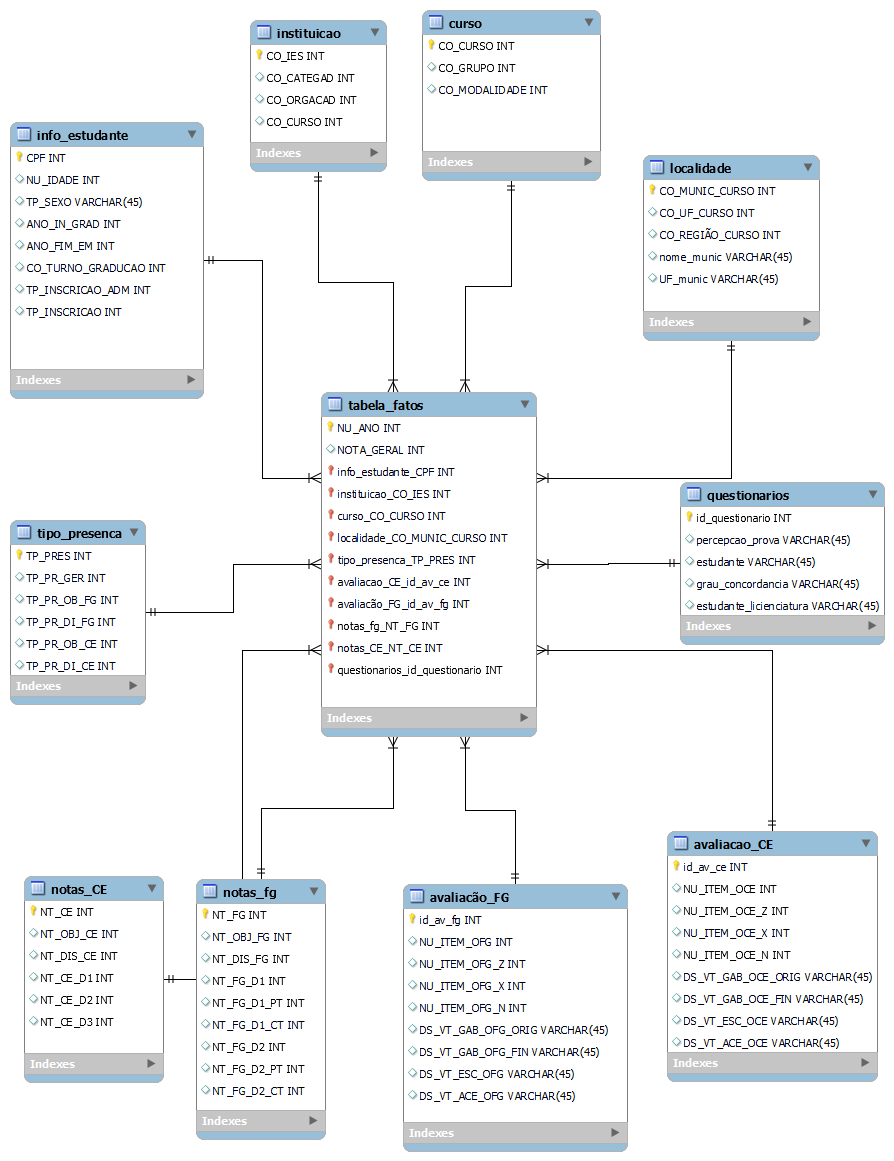 instituicao
CO_IES INT
CO_CATEGAD INT
CO_ORGACAD INT
CO_CURSO INT
Indexes
curso
CO_CURSO INT
CO_GRUPO INT
CO_MODALIDADE INT
Indexes
info_estudante
CPF INT
NU_IDADE INT
TP_SEXO VARCHAR(45)
ANO_IN_GRAD INT
ANO_FIM_EM INT
CO_TURNO_GRADUCAO INT
TP_INSCRICAO_ADM INT
TP_INSCRICAO INT
Indexes
localidade
CO_MUNIC_CURSO INT
CO_UF_CURSO INT
CO_REGIÃO_CURSO INT
nome_munic VARCHAR(45)
UF_munic VARCHAR(45)
Indexes
tabela_fatos
NU_ANO INT
NOTA_GERAL INT
info_estudante_CPF INT
instituicao_CO_IES INT
curso_CO_CURSO INT
localidade_CO_MUNIC_CURSO INT
tipo_presenca_TP_PRES INT
avaliacao_CE_id_av_ce INT
avaliacão_FG_id_av_fg INT
notas_fg_NT_FG INT
notas_CE_NT_CE INT
questionarios_id_questionario INT
Indexes
questionarios
id_questionario INT
percepcao_prova VARCHAR(45)
estudante VARCHAR(45)
grau_concordancia VARCHAR(45)
estudante_licienciatura VARCHAR(45)
Indexes
tipo_presenca
TP_PRES INT
TP_PR_GER INT
TP_PR_OB_FG INT
TP_PR_DI_FG INT
TP_PR_OB_CE INT
TP_PR_DI_CE INT
Indexes
notas_CE
NT_CE INT
NT_OBJ_CE INT
NT_DIS_CE INT
NT_CE_D1 INT
NT_CE_D2 INT
NT_CE_D3 INT
Indexes
notas_fg
NT_FG INT
NT_OBJ_FG INT
NT_DIS_FG INT
NT_FG_D1 INT
NT_FG_D1_PT INT
NT_FG_D1_CT INT
NT_FG_D2 INT
NT_FG_D2_PT INT
NT_FG_D2_CT INT
Indexes
avaliacão_FG
id_av_fg INT
NU_ITEM_OFG INT
NU_ITEM_OFG_Z INT
NU_ITEM_OFG_X INT
NU_ITEM_OFG_N INT
DS_VT_GAB_OFG_ORIG VARCHAR(45)
DS_VT_GAB_OFG_FIN VARCHAR(45)
DS_VT_ESC_OFG VARCHAR(45)
DS_VT_ACE_OFG VARCHAR(45)
Indexes
avaliacao_CE
id_av_ce INT
NU_ITEM_OCE INT
NU_ITEM_OCE_Z INT
NU_ITEM_OCE_X INT
NU_ITEM_OCE_N INT
DS_VT_GAB_OCE_ORIG VARCHAR(45)
DS_VT_GAB_OCE_FIN VARCHAR(45)
DS_VT_ESC_OCE VARCHAR(45)
DS_VT_ACE_OCE VARCHAR(45)
Indexes